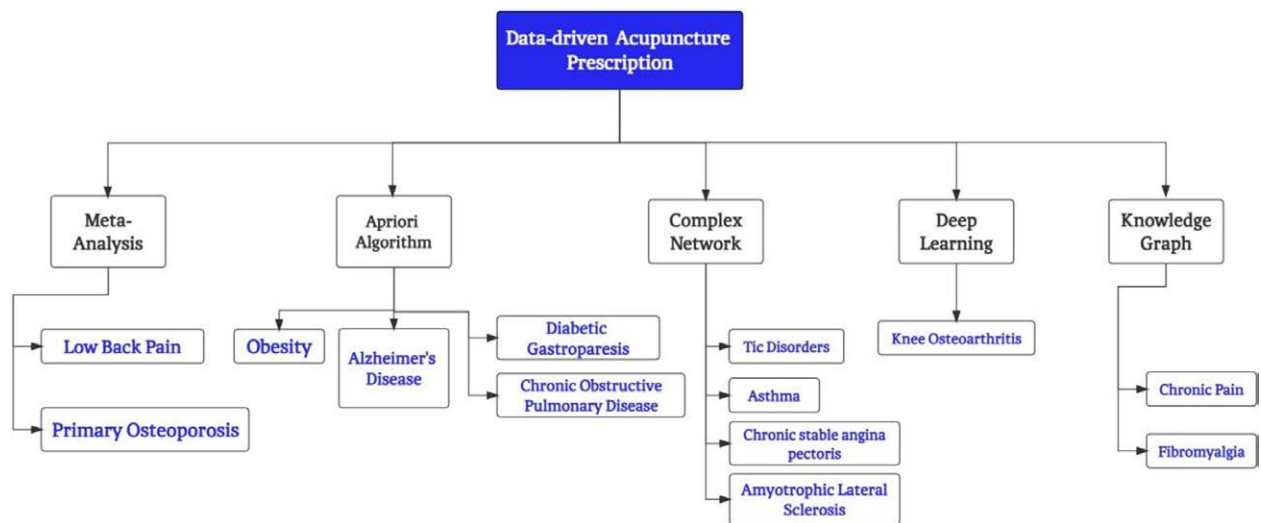 Data-driven Acupuncture
Prescription
Meta-
Analysis
Apriori
Algorithm
Complex
Network
Deep
Learning
Knowledge
Graph
Low Back Pain
Primary Osteoporosis
Obesity
Alzheimer's
Disease
Diabetic
Gastroparesis
Chronic Obstructive
Pulmonary Disease
Tic Disorders
Asthma
Chronic stable angina
pectoris
Amyotrophic Lateral
Sclerosis
Knee Osteoarthritis
Chronic Pain
Fibromyalgia